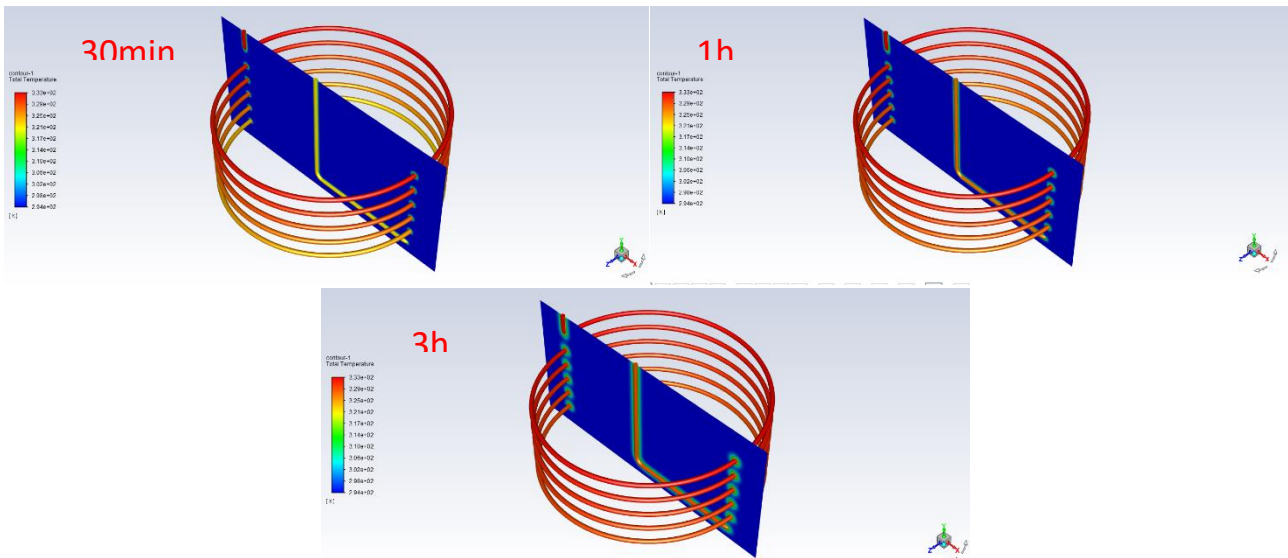 30min
contour-1
Total Temperature
3.33e+02
3.29e+02
3.25e+02
3.21e+02
3.17e+02
3.14e+02
3.10e+02
3.06e+02
3.02e+02
2.98e+02
2.94e+02
[K]
Y
Z
X
1h
contour-1
Total Temperature
3.33e+02
3.29e+02
3.25e+02
3.21e+02
3.17e+02
3.14e+02
3.10e+02
3.06e+02
3.02e+02
2.98e+02
2.94e+02
[K]
Y
Z
X
3h
contour-1
Total Temperature
3.33e+02
3.29e+02
3.25e+02
3.21e+02
3.17e+02
3.14e+02
3.10e+02
3.06e+02
3.02e+02
2.98e+02
2.94e+02
[K]
Y
Z
X